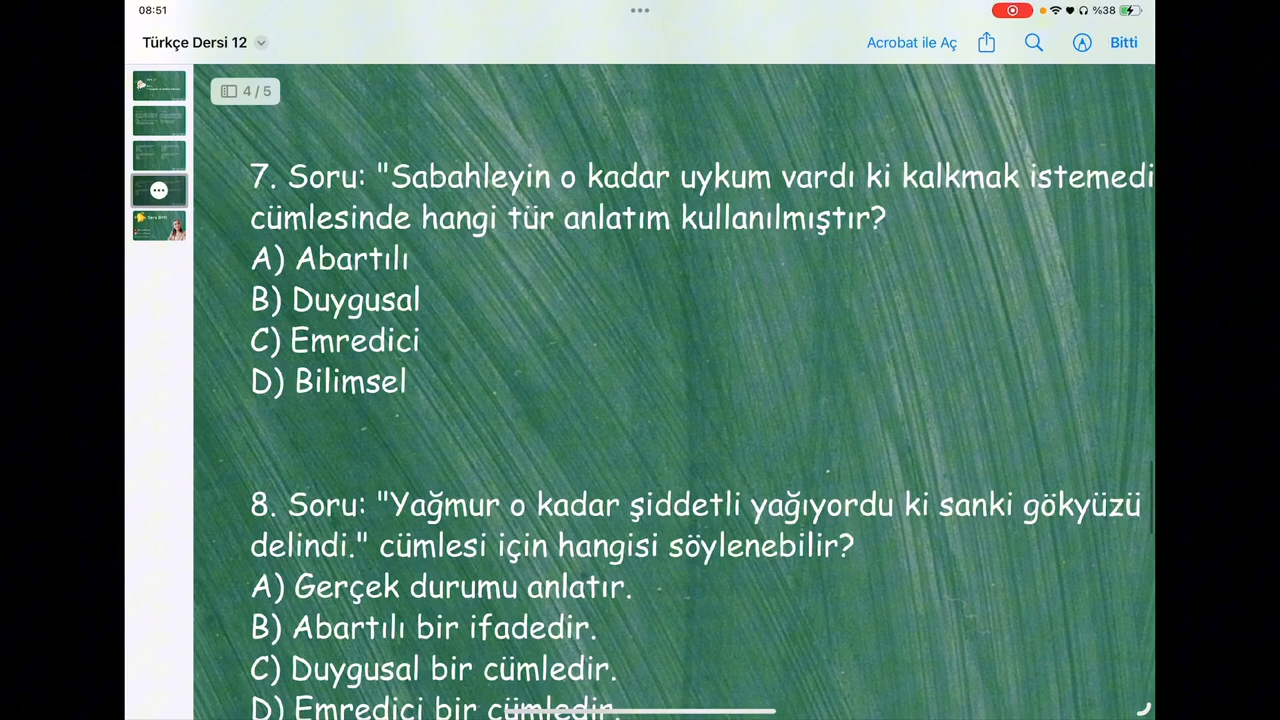 08:51
%38
Türkçe Dersi 12
Acrobat ile Aç
Bitti
4 / 5
7. Soru: "Sabahleyin o kadar uykum vardı ki kalkmak istemedi
cümlesinde hangi tür anlatım kullanılmıştır?
A) Abartılı
B) Duygusal
C) Emredici
D) Bilimsel
8. Soru: "Yağmur o kadar şiddetli yağıyordu ki sanki gökyüzü
delindi." cümlesi için hangisi söylenebilir?
A) Gerçek durumu anlatır.
B) Abartılı bir ifadedir.
C) Duygusal bir cümledir.
D) Emredici bir cümledir.